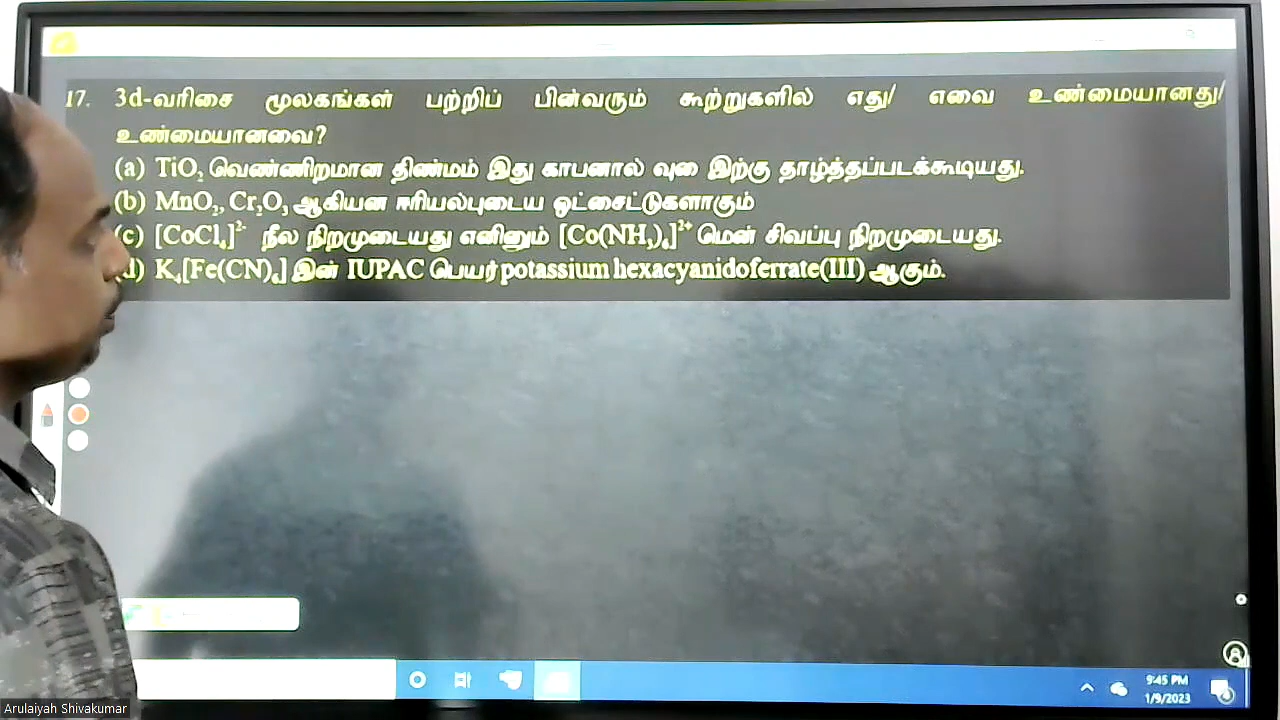 17. 3d-வரிசை மூலகங்கள் பற்றிப் பின்வரும் கூற்றுகளில் எது/ எவை உண்மையானது/
உண்மையானவை?
(a) TiO₂ வெண்ணிறமான திண்மம் இது காபனால் வுஸ இற்கு தாழ்த்தப்படக்கூடியது.
(b) MnO₂, Cr₂O₃ ஆகியன ஈரியல்புடைய ஒட்சைட்டுகளாகும்
(c) [CoCl₄]²⁻ நீல நிறமுடையது எனினும் [Co(NH₃)₆]²⁺ மென் சிவப்பு நிறமுடையது.
(d) K₄[Fe(CN)₆] இன் IUPAC பெயர் potassium hexacyanidoferrate(III) ஆகும்.
9:45 PM
1/9/2023
Arulaiyah Shivakumar